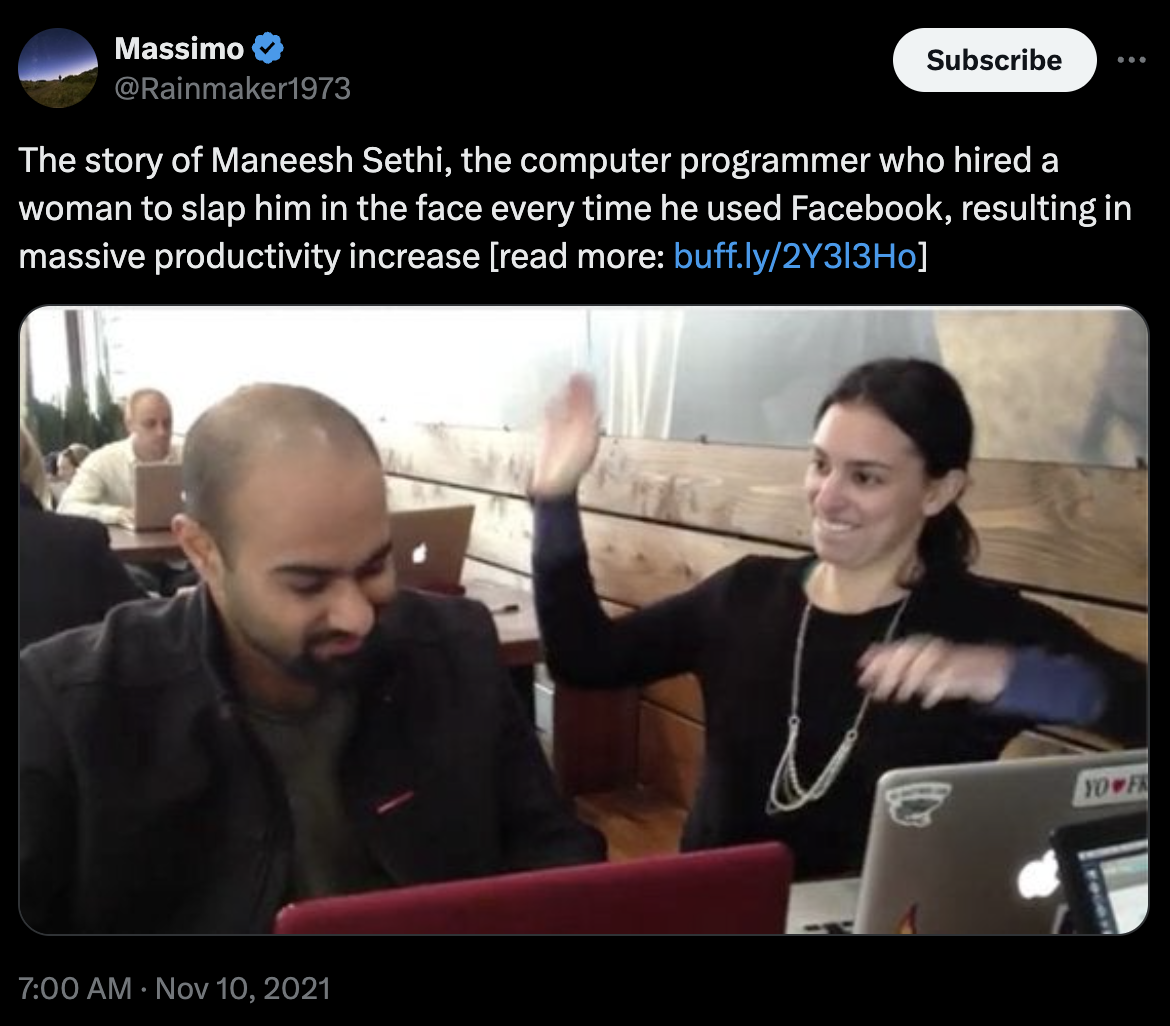 Massimo
@Rainmaker1973
Subscribe
The story of Maneesh Sethi, the computer programmer who hired a
woman to slap him in the face every time he used Facebook, resulting in
massive productivity increase [read more: buff.ly/2Y3l3Ho]
YO♥FR
7:00 AM · Nov 10, 2021